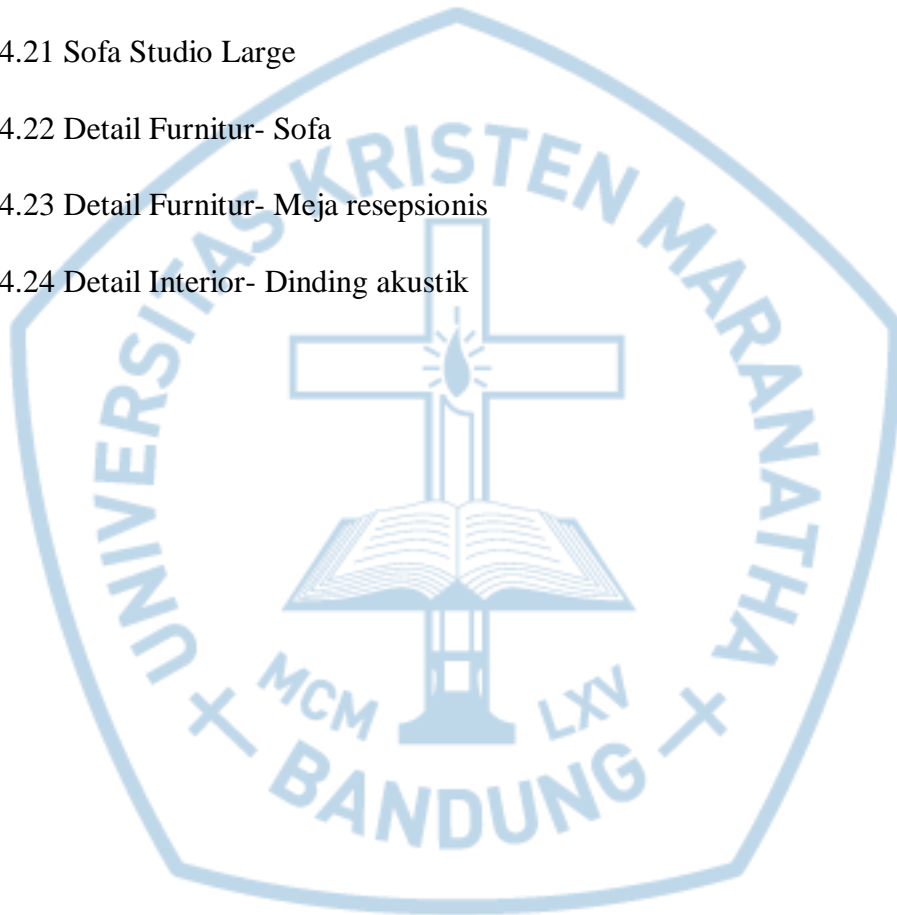 4.21 Sofa Studio Large
4.22 Detail Furnitur- Sofa
4.23 Detail Furnitur- Meja resepsionis
4.24 Detail Interior- Dinding akustik
UNIVERSITAS KRISTEN MARANATHA
MCM LXV
BANDUNG